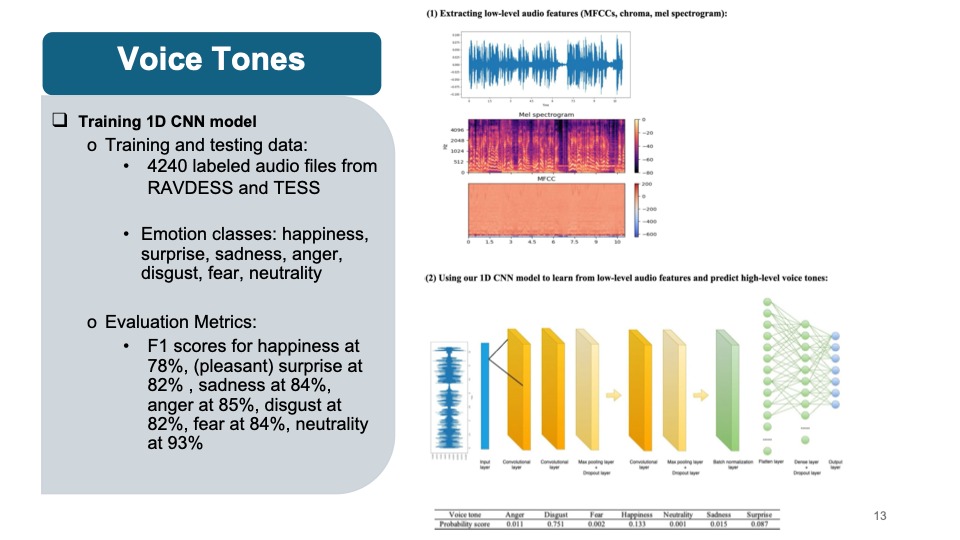 Voice Tones
❑ Training 1D CNN model
o Training and testing data:
• 4240 labeled audio files from
RAVDESS and TESS
• Emotion classes: happiness,
surprise, sadness, anger,
disgust, fear, neutrality
o Evaluation Metrics:
• F1 scores for happiness at
78%, (pleasant) surprise at
82% , sadness at 84%,
anger at 85%, disgust at
82%, fear at 84%, neutrality
at 93%
(1) Extracting low-level audio features (MFCCs, chroma, mel spectrogram):
Mel spectrogram
4096
2048
1024
512
0
Hz
0
−20
−40
−60
−80
MFCC
200
0
−200
−400
−600
0 1.5 3 4.5 6 7.5 9 10
(2) Using our 1D CNN model to learn from low-level audio features and predict high-level voice tones:
Input layer
Convolutional layer
Convolutional layer
Max pooling layer + Dropout layer
Convolutional layer
Max pooling layer + Dropout layer
Batch normalization layer
Flatten layer
Dense layer + Dropout layer
Output layer
Voice tone Anger Disgust Fear Happiness Neutrality Sadness Surprise
Probability score 0.011 0.751 0.002 0.133 0.001 0.015 0.087
13